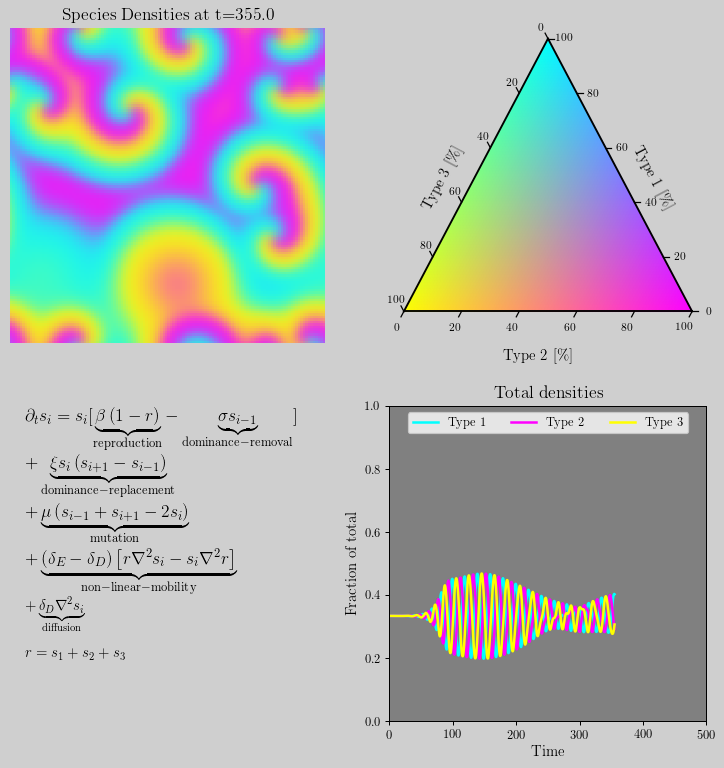 Species Densities at t=355.0
0
100
20
80
40
60
60
40
80
20
100
0
0
20
40
60
80
100
Type 3 [%]
Type 1 [%]
Type 2 [%]
∂ₜsᵢ = sᵢ[ β (1 − r) − σsᵢ₋₁ ]
reproduction dominance−removal
+ ξsᵢ (sᵢ₊₁ − sᵢ₋₁)
dominance−replacement
+ μ (sᵢ₋₁ + sᵢ₊₁ − 2sᵢ)
mutation
+ (δ_E − δ_D) [r∇²sᵢ − sᵢ∇²r]
non−linear−mobility
+ δ_D∇²sᵢ
diffusion
r = s₁ + s₂ + s₃
Total densities
Type 1 Type 2 Type 3
1.0
0.8
0.6
0.4
0.2
0.0
Fraction of total
0 100 200 300 400 500
Time